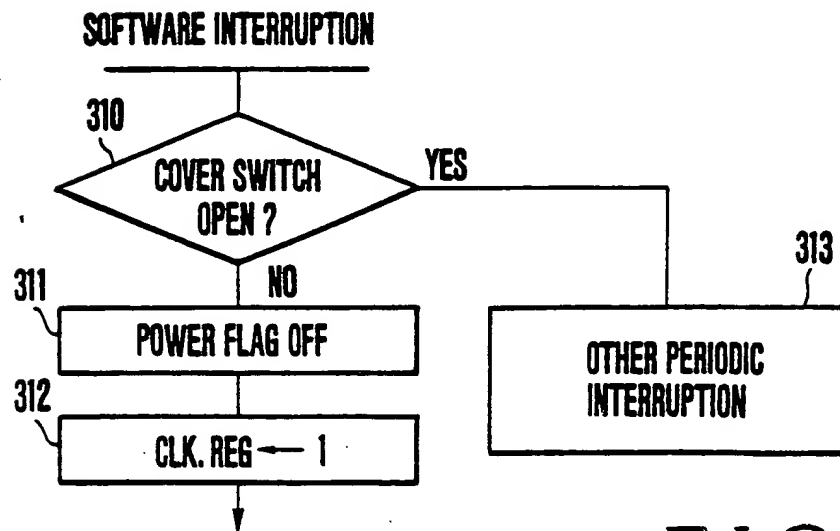 SOFTWARE INTERRUPTION
310
COVER SWITCH
OPEN ?
YES
NO
311
POWER FLAG OFF
312
CLK. REG ← 1
313
OTHER PERIODIC
INTERRUPTION